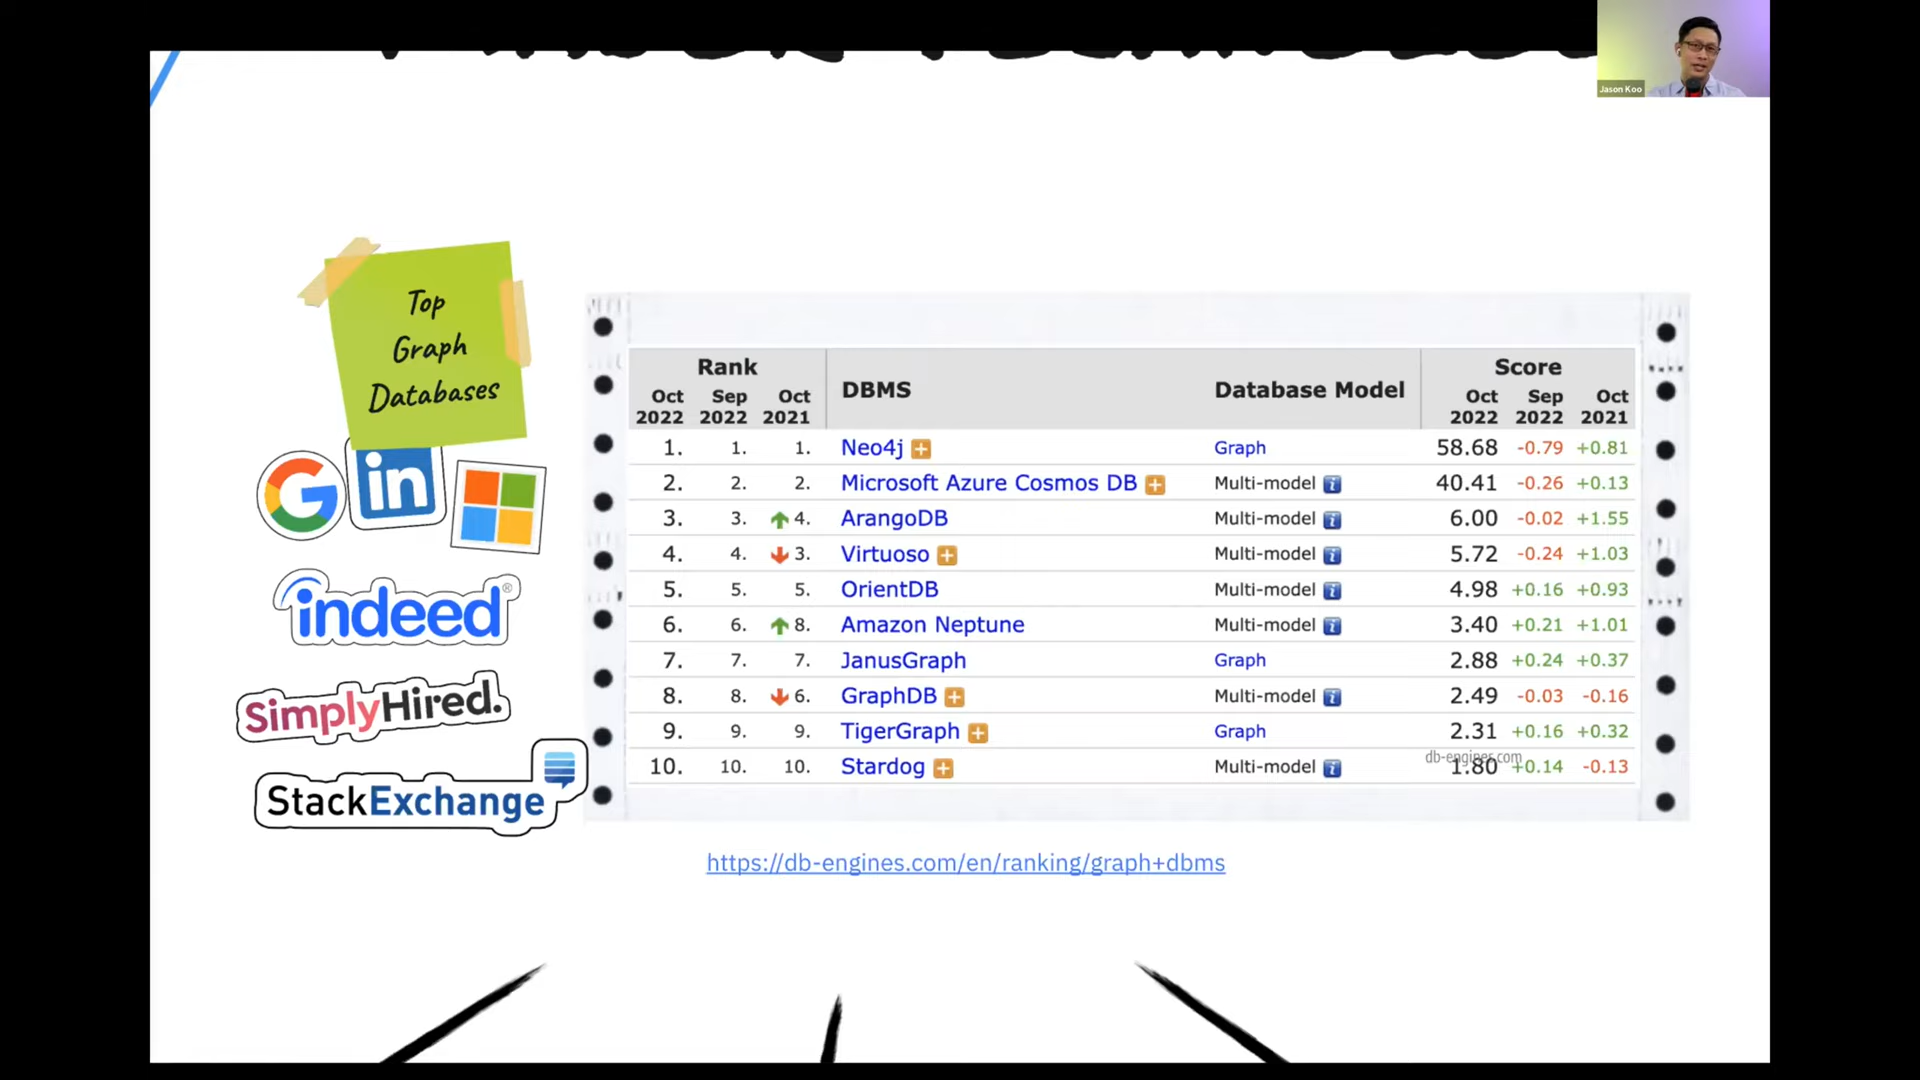 Jason Koo
Top
Graph
Databases
in
indeed®
SimplyHired.
StackExchange
Rank
Score
DBMS
Database Model
Oct 2022
Sep 2022
Oct 2021
Oct 2022
Sep 2022
Oct 2021
1. 1. 1. Neo4j Graph 58.68 -0.79 +0.81
2. 2. 2. Microsoft Azure Cosmos DB Multi-model 40.41 -0.26 +0.13
3. 3. 4. ArangoDB Multi-model 6.00 -0.02 +1.55
4. 4. 3. Virtuoso Multi-model 5.72 -0.24 +1.03
5. 5. 5. OrientDB Multi-model 4.98 +0.16 +0.93
6. 6. 8. Amazon Neptune Multi-model 3.40 +0.21 +1.01
7. 7. 7. JanusGraph Graph 2.88 +0.24 +0.37
8. 8. 6. GraphDB Multi-model 2.49 -0.03 -0.16
9. 9. 9. TigerGraph Graph 2.31 +0.16 +0.32
10. 10. 10. Stardog Multi-model 1.80 +0.14 -0.13
db-engines.com
https://db-engines.com/en/ranking/graph+dbms